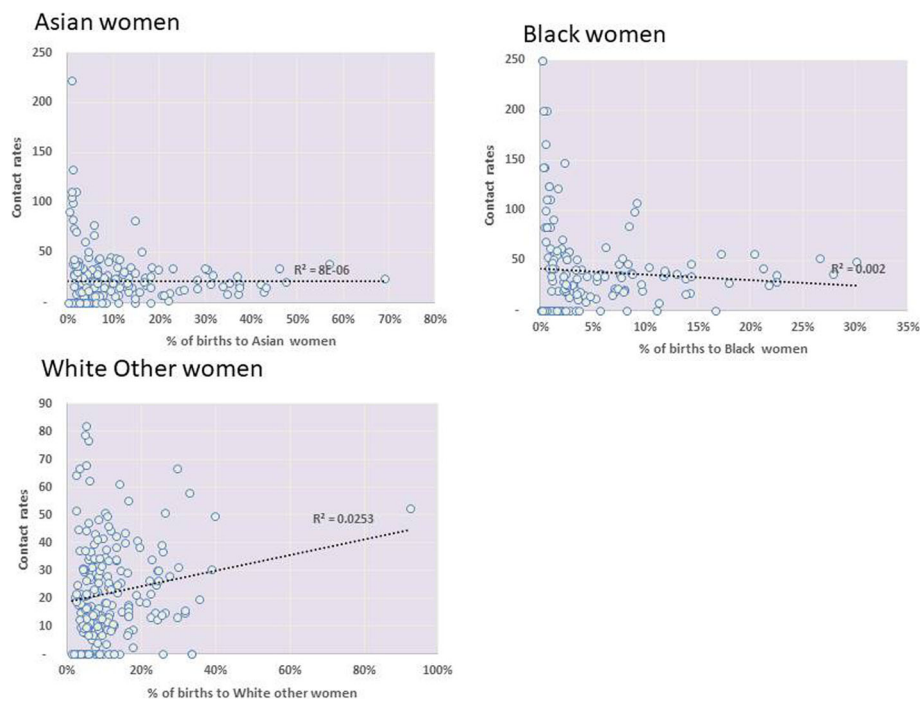 Asian women
250
200
150
100
50
-
Contact rates
R² = 8E-06
0% 10% 20% 30% 40% 50% 60% 70% 80%
% of births to Asian women
Black women
250
200
150
100
50
-
Contact rates
R² = 0.002
0% 5% 10% 15% 20% 25% 30% 35%
% of births to Black women
White Other women
90
80
70
60
50
40
30
20
10
-
Contact rates
R² = 0.0253
0% 20% 40% 60% 80% 100%
% of births to White other women